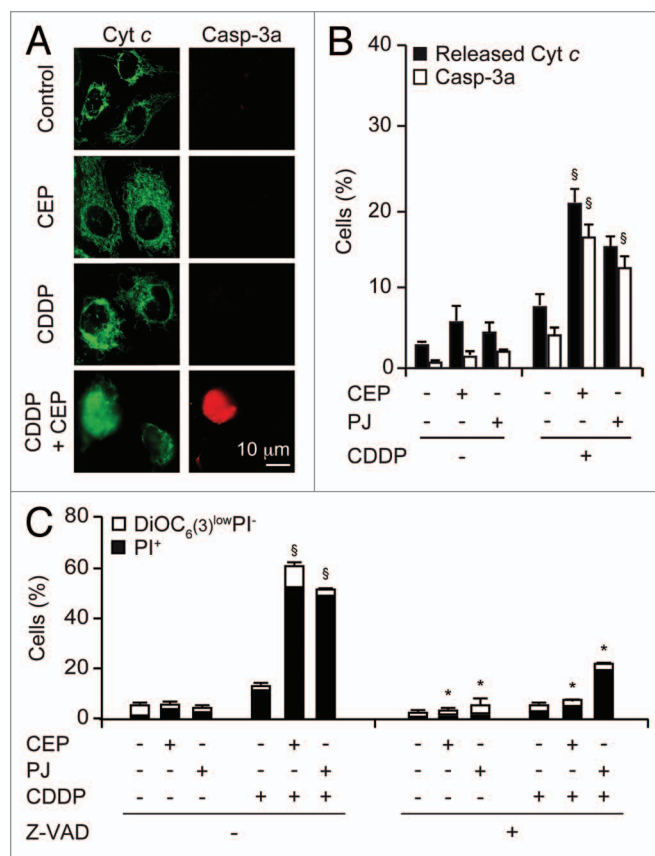 A
Cyt c
Casp-3a
Control
CEP
CDDP
CDDP
+ CEP
10 μm
B
40
30
20
10
0
Cells (%)
Released Cyt c
Casp-3a
§
§
§
CEP - + - - + -
PJ - - + - - +
CDDP - +
C
80
60
40
20
0
Cells (%)
DiOC6(3)lowPI-
PI+
§
§
*
*
*
*
CEP - + - - + - - + - - + -
PJ - - + - - + - - + - - +
CDDP - - - + + + - - - + + +
Z-VAD - +